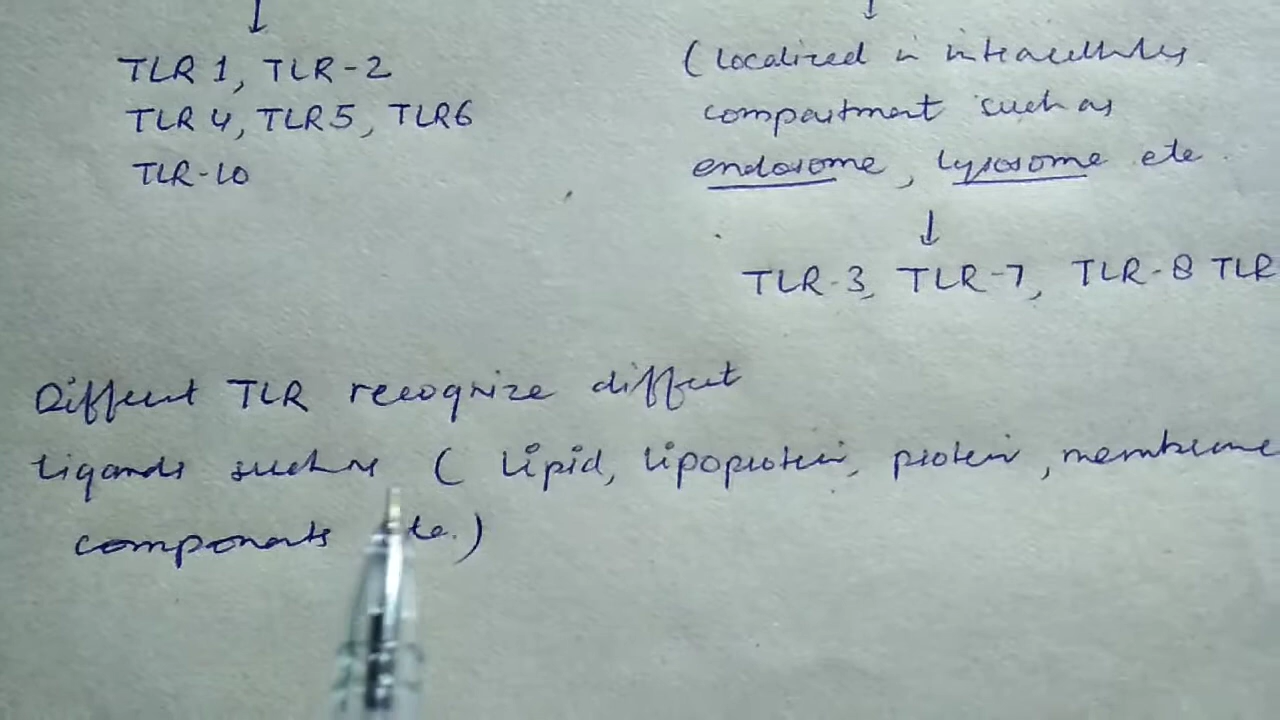 TLR 1, TLR-2
TLR 4, TLR5, TLR6
TLR-10
(localized in intracellular
compartment such as
endosome, lysosome etc.
TLR-3, TLR-7, TLR-8 TLR
Different TLR recognize different
ligands such as ( lipid, lipoprotein, protein, membrane
components etc.)